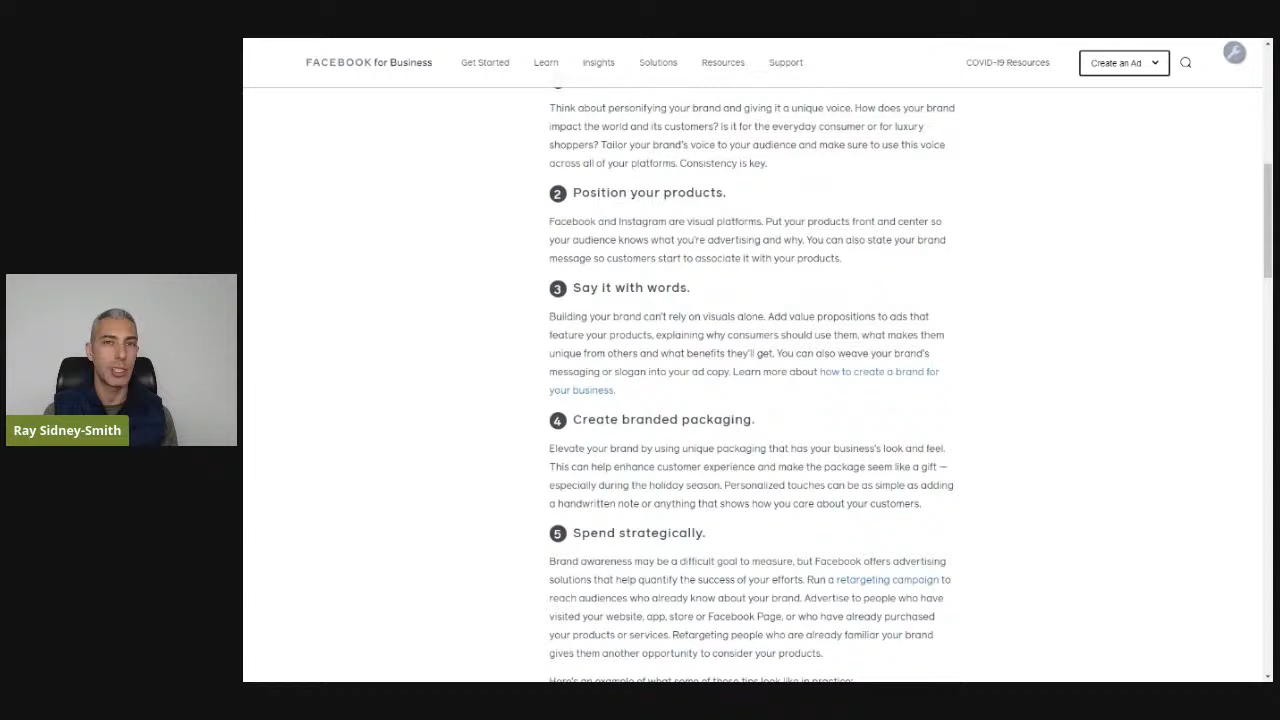 FACEBOOK for Business
Get Started
Learn
Insights
Solutions
Resources
Support
COVID-19 Resources
Create an Ad
Think about personifying your brand and giving it a unique voice. How does your brand
impact the world and its customers? Is it for the everyday consumer or for luxury
shoppers? Tailor your brand's voice to your audience and make sure to use this voice
across all of your platforms. Consistency is key.
2 Position your products.
Facebook and Instagram are visual platforms. Put your products front and center so
your audience knows what you're advertising and why. You can also state your brand
message so customers start to associate it with your products.
3 Say it with words.
Building your brand can't rely on visuals alone. Add value propositions to ads that
feature your products, explaining why consumers should use them, what makes them
unique from others and what benefits they'll get. You can also weave your brand's
messaging or slogan into your ad copy. Learn more about how to create a brand for
your business.
4 Create branded packaging.
Elevate your brand by using unique packaging that has your business's look and feel.
This can help enhance customer experience and make the package seem like a gift —
especially during the holiday season. Personalized touches can be as simple as adding
a handwritten note or anything that shows how you care about your customers.
5 Spend strategically.
Brand awareness may be a difficult goal to measure, but Facebook offers advertising
solutions that help quantify the success of your efforts. Run a retargeting campaign to
reach audiences who already know about your brand. Advertise to people who have
visited your website, app, store or Facebook Page, or who have already purchased
your products or services. Retargeting people who are already familiar your brand
gives them another opportunity to consider your products.
Here's an example of what some of these tips look like in practice:
Ray Sidney-Smith